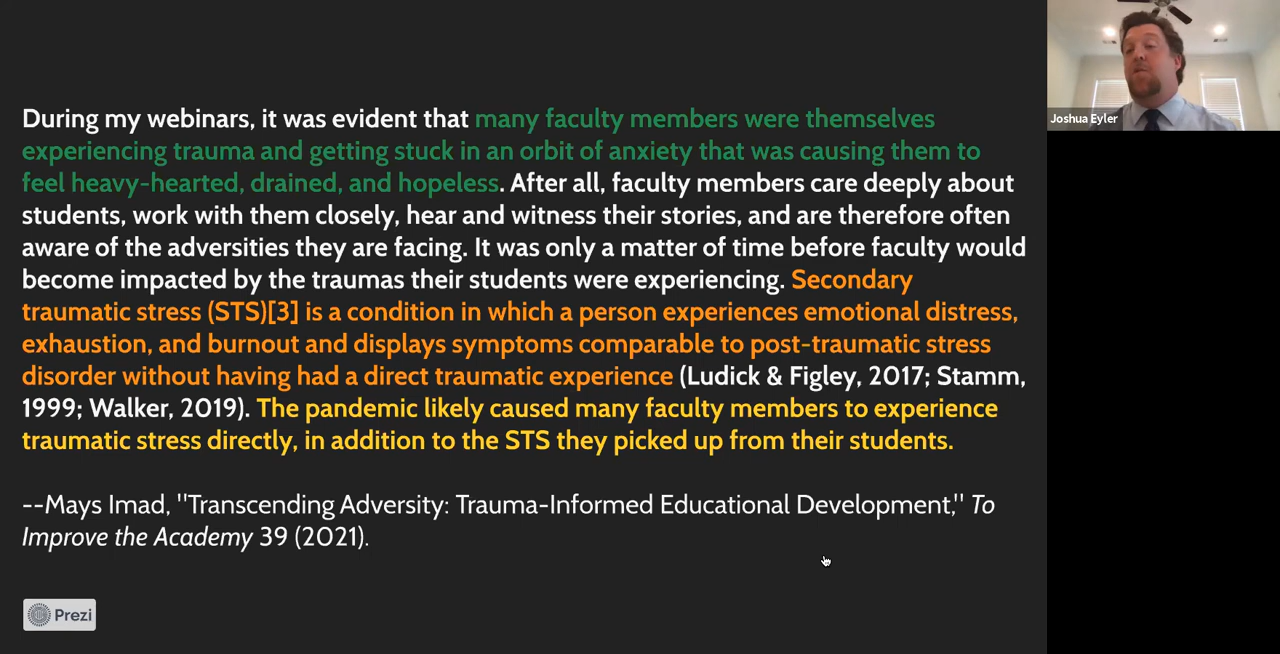 During my webinars, it was evident that many faculty members were themselves
experiencing trauma and getting stuck in an orbit of anxiety that was causing them to
feel heavy-hearted, drained, and hopeless. After all, faculty members care deeply about
students, work with them closely, hear and witness their stories, and are therefore often
aware of the adversities they are facing. It was only a matter of time before faculty would
become impacted by the traumas their students were experiencing. Secondary
traumatic stress (STS)[3] is a condition in which a person experiences emotional distress,
exhaustion, and burnout and displays symptoms comparable to post-traumatic stress
disorder without having had a direct traumatic experience (Ludick & Figley, 2017; Stamm,
1999; Walker, 2019). The pandemic likely caused many faculty members to experience
traumatic stress directly, in addition to the STS they picked up from their students.
--Mays Imad, "Transcending Adversity: Trauma-Informed Educational Development," To
Improve the Academy 39 (2021).
Prezi
Joshua Eyler